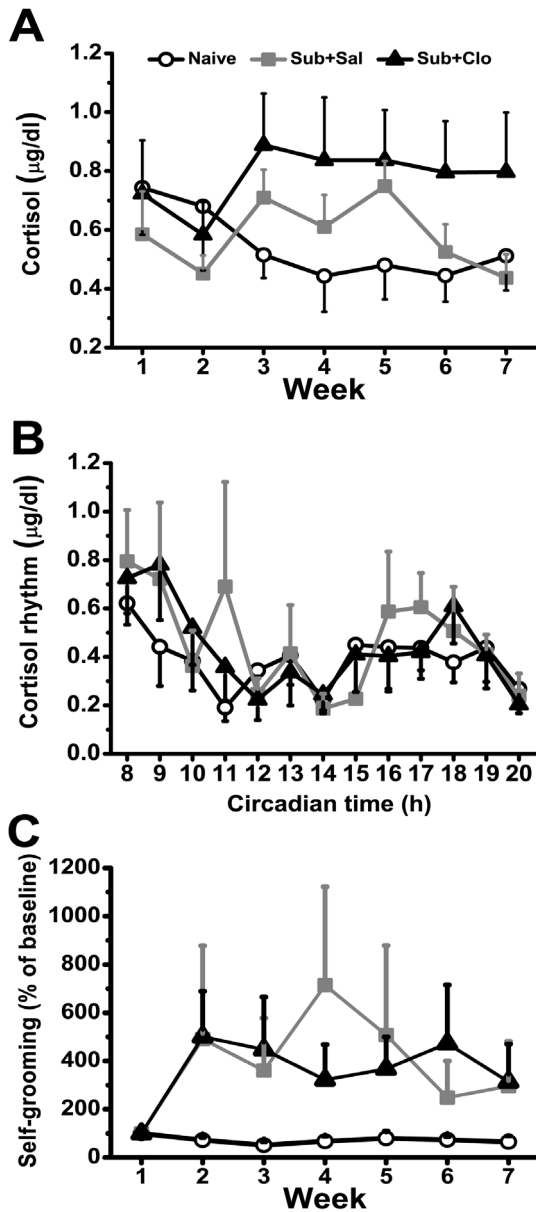 A
Naive Sub+Sal Sub+Clo
Cortisol (µg/dl)
1.2
1.0
0.8
0.6
0.4
0.2
1 2 3 4 5 6 7
Week
B
Cortisol rhythm (µg/dl)
1.2
1.0
0.8
0.6
0.4
0.2
0.0
8 9 10 11 12 13 14 15 16 17 18 19 20
Circadian time (h)
C
Self-grooming (% of baseline)
1200
1000
800
600
400
200
0
1 2 3 4 5 6 7
Week